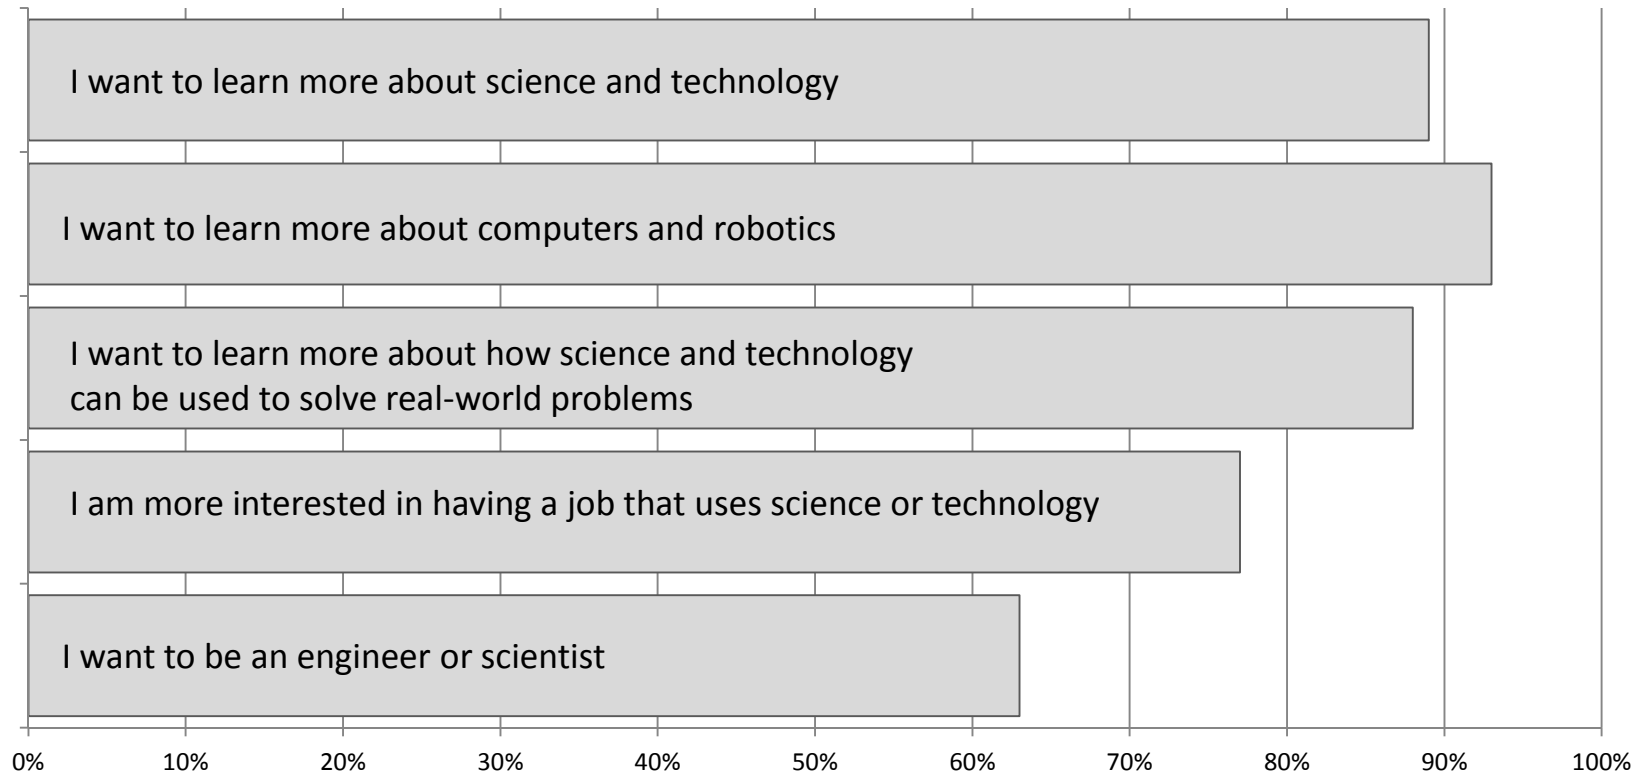 I want to learn more about science and technology
I want to learn more about computers and robotics
I want to learn more about how science and technology
can be used to solve real-world problems
I am more interested in having a job that uses science or technology
I want to be an engineer or scientist
0% 10% 20% 30% 40% 50% 60% 70% 80% 90% 100%